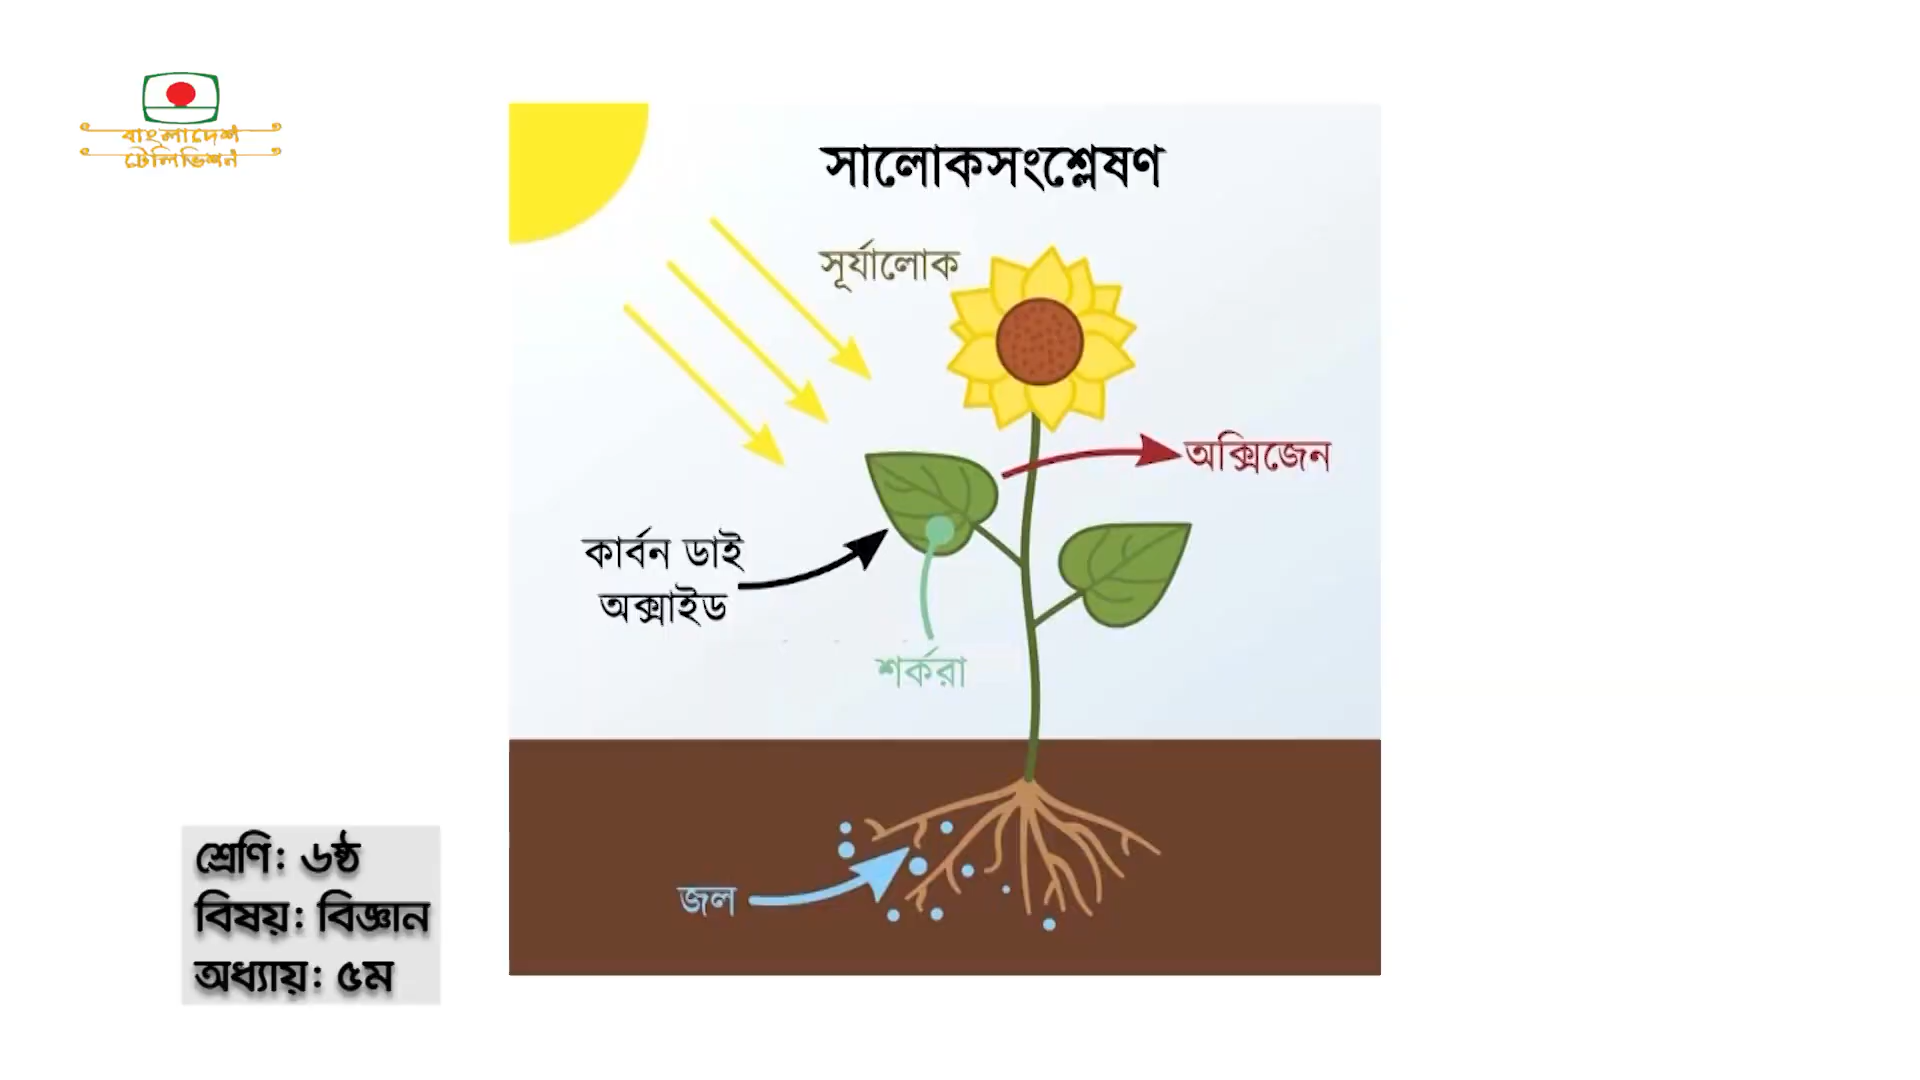 বাংলাদেশ
টেলিভিশন
সালোকসংশ্লেষণ
সূর্যালোক
অক্সিজেন
কার্বন ডাই
অক্সাইড
শর্করা
জল
শ্রেণি: ৬ষ্ঠ
বিষয়: বিজ্ঞান
অধ্যায়: ৫ম